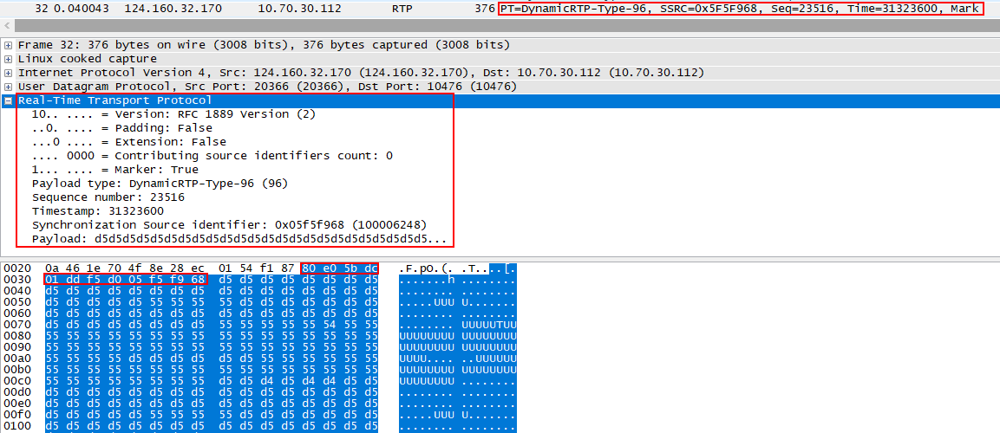 32 0.040043 124.160.32.170 10.70.30.112 RTP 376 PT=DynamicRTP-Type-96, SSRC=0x5F5F968, Seq=23516, Time=31323600, Mark
Frame 32: 376 bytes on wire (3008 bits), 376 bytes captured (3008 bits)
Linux cooked capture
Internet Protocol Version 4, Src: 124.160.32.170 (124.160.32.170), Dst: 10.70.30.112 (10.70.30.112)
User Datagram Protocol, Src Port: 20366 (20366), Dst Port: 10476 (10476)
Real-Time Transport Protocol
10.. .... = Version: RFC 1889 Version (2)
..0. .... = Padding: False
...0 .... = Extension: False
.... 0000 = Contributing source identifiers count: 0
1... .... = Marker: True
Payload type: DynamicRTP-Type-96 (96)
Sequence number: 23516
Timestamp: 31323600
Synchronization Source identifier: 0x05f5f968 (100006248)
Payload: d5d5d5d5d5d5d5d5d5d5d5d5d5d5d5d5d5d5d5d5d5d5d5d5...
0020 0a 46 1e 70 4f 8e 28 ec 01 54 f1 87 80 e0 5b dc .F.pO.(. .T....[.
0030 01 dd f5 d0 05 f5 f9 68 d5 d5 d5 d5 d5 d5 d5 d5 .......h ........
0040 d5 d5 d5 d5 d5 d5 d5 d5 d5 d5 d5 d5 d5 d5 d5 d5 ........ ........
0050 d5 d5 d5 d5 d5 55 55 55 55 d5 d5 d5 d5 d5 d5 d5 .....UUU U.......
0060 d5 d5 d5 d5 d5 d5 d5 d5 d5 d5 d5 d5 d5 d5 d5 d5 ........ ........
0070 d5 d5 d5 d5 d5 d5 d5 d5 55 55 55 55 55 54 55 55 ........ UUUUUTUU
0080 55 55 55 55 55 55 55 55 55 55 55 55 55 55 55 55 UUUUUUUU UUUUUUUU
0090 55 55 55 55 55 55 55 55 55 55 55 55 55 55 55 55 UUUUUUUU UUUUUUUU
00a0 55 55 55 55 d5 d5 d5 d5 d5 d5 55 55 55 55 55 55 UUUU.... ..UUUUUU
00b0 55 55 55 55 55 55 55 55 55 55 55 55 55 55 55 55 UUUUUUUU UUUUUUUU
00c0 55 55 55 55 55 55 55 55 d5 d5 d4 d5 d4 d4 d5 d5 UUUUUUUU ........
00d0 d5 d5 d5 d5 d5 d5 d5 d5 d5 d5 d5 d5 d5 d5 d5 d5 ........ ........
00e0 d5 d5 d5 d5 d5 d5 d5 d5 d5 d5 d5 d5 d5 d5 d5 d5 ........ ........
00f0 d5 d5 d5 d5 d5 55 55 55 55 d5 d5 d5 d5 d5 d5 d5 .....UUU U.......
0100 d5 d5 d5 d5 d5 d5 d5 d5 d5 d5 d5 d5 d5 d5 d5 d5 ........ ........